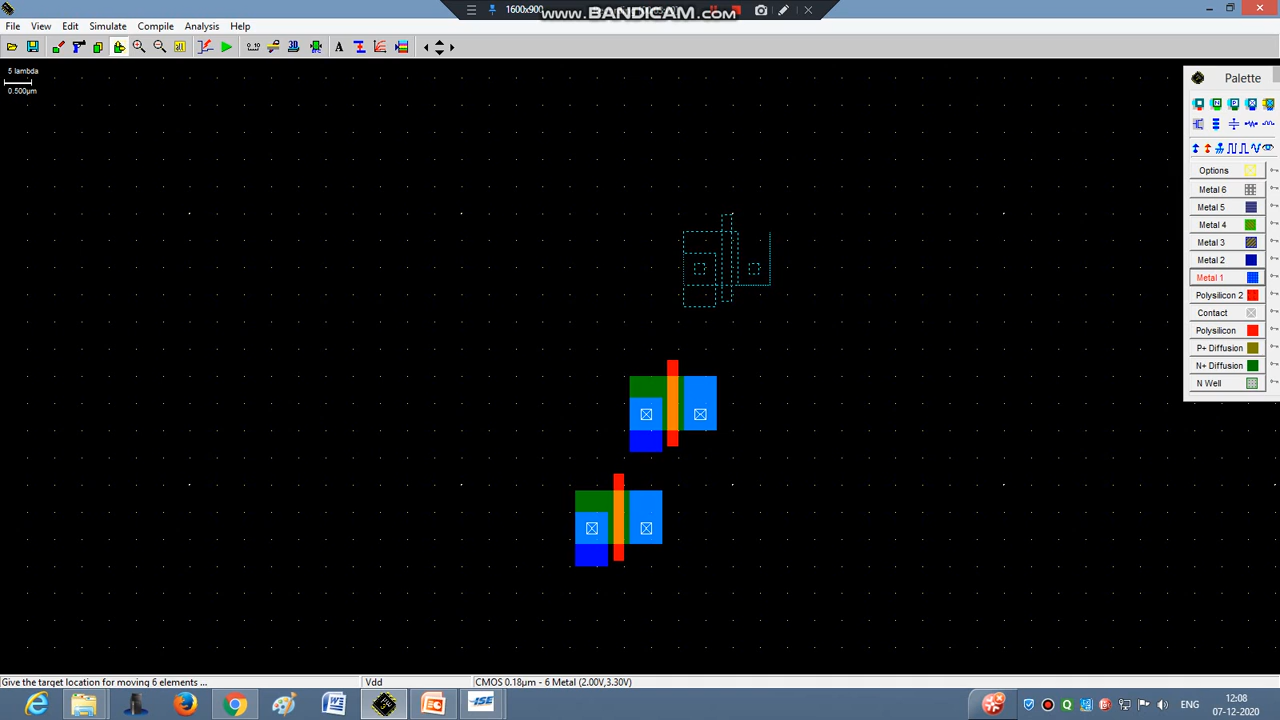 1600x900
www.BANDICAM.com
File View Edit Simulate Compile Analysis Help
A
5 lambda
0.500µm
Palette
Options
Metal 6
Metal 5
Metal 4
Metal 3
Metal 2
Metal 1
Polysilicon 2
Contact
Polysilicon
P+ Diffusion
N+ Diffusion
N Well
Give the target location for moving 6 elements ...
Vdd
CMOS 0.18µm - 6 Metal (2.00V,3.30V)
ISE
ENG
12:08
07-12-2020